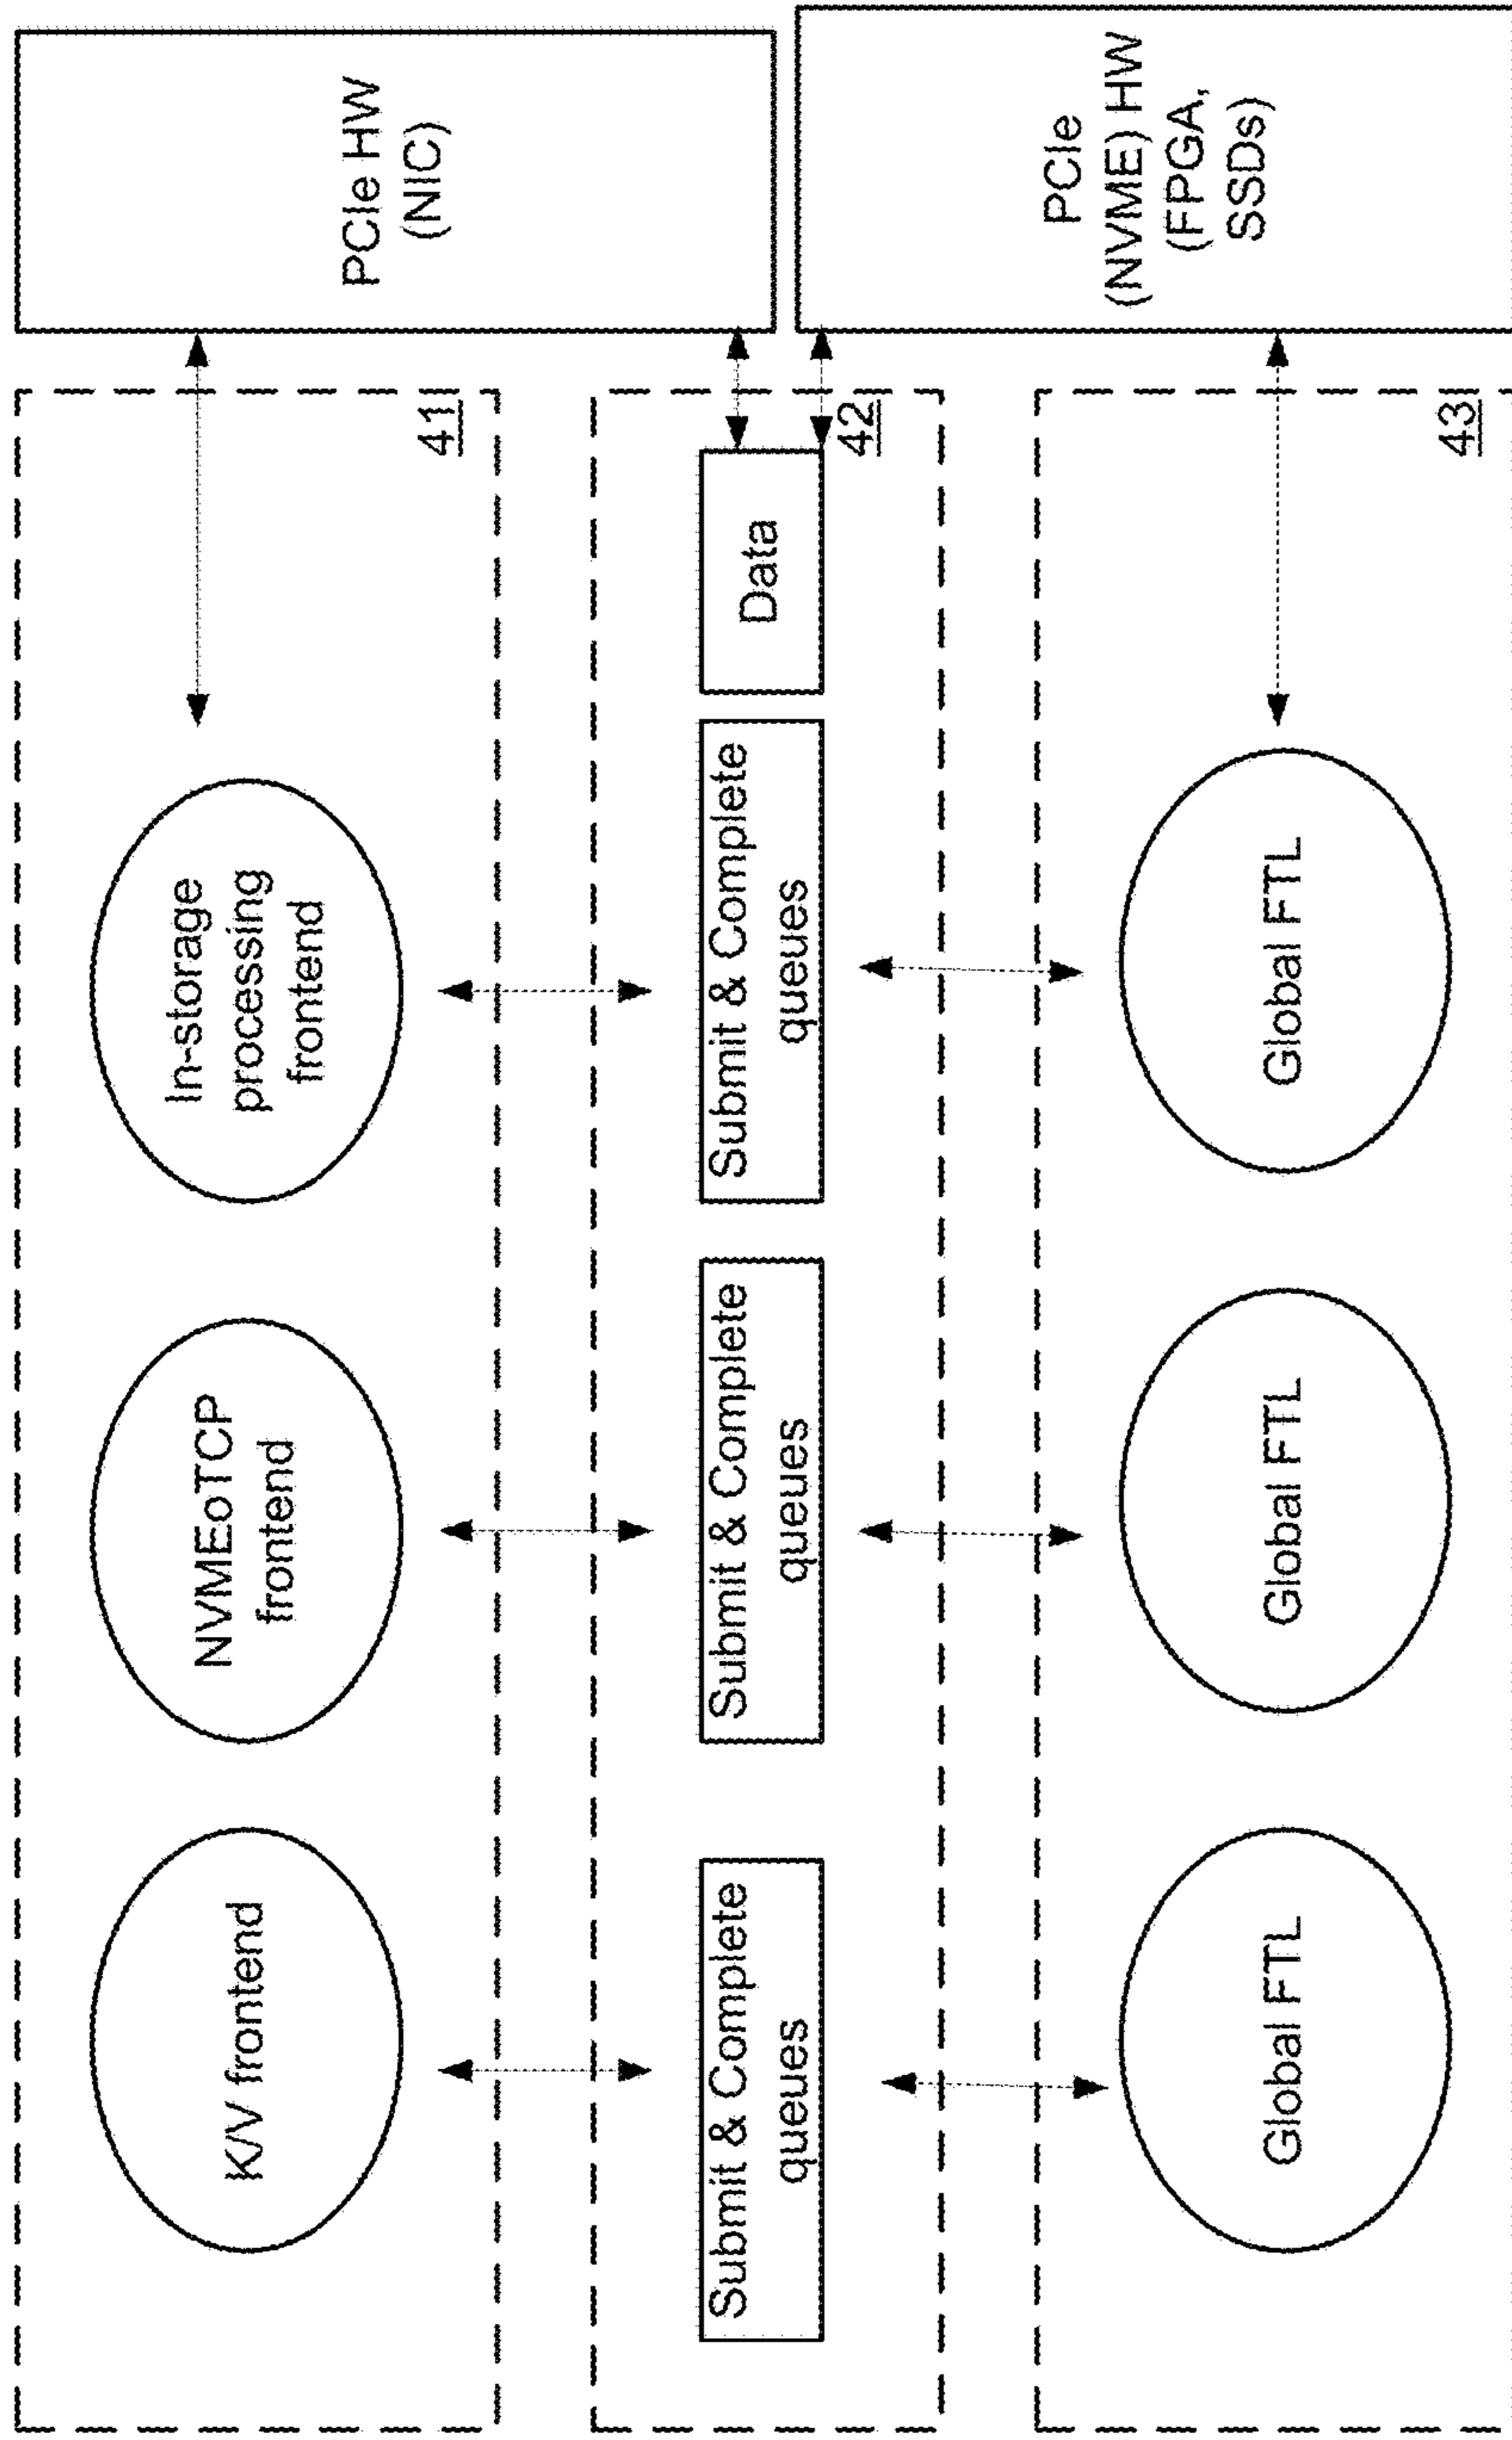 K/V frontend
NVMEoTCP
frontend
In-storage
processing
frontend
41
PCIe HW
(NIC)
Submit & Complete
queues
Submit & Complete
queues
Submit & Complete
queues
Data
42
PCIe
(NVME) HW
(FPGA,
SSDs)
Global FTL
Global FTL
Global FTL
43